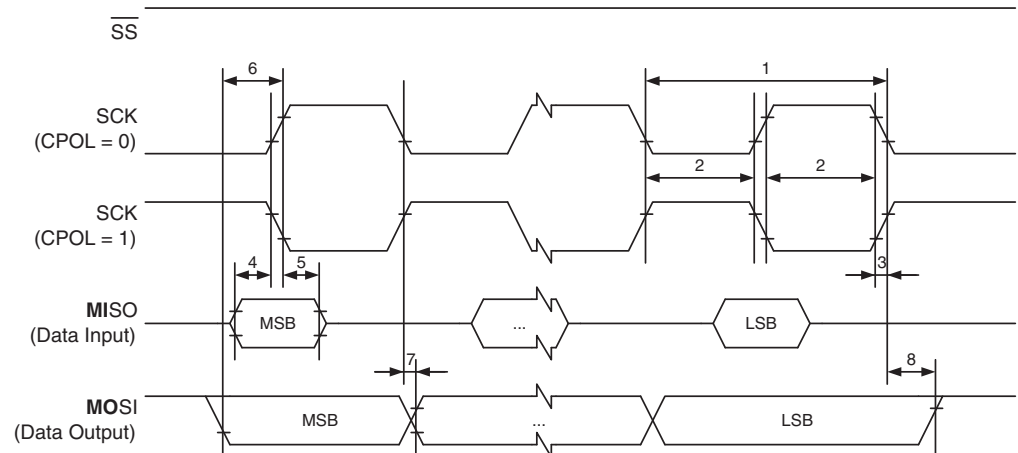 SS
6
1
SCK
(CPOL = 0)
2
2
SCK
(CPOL = 1)
4
5
3
MISO
(Data Input)
MSB
...
LSB
7
8
MOSI
(Data Output)
MSB
...
LSB